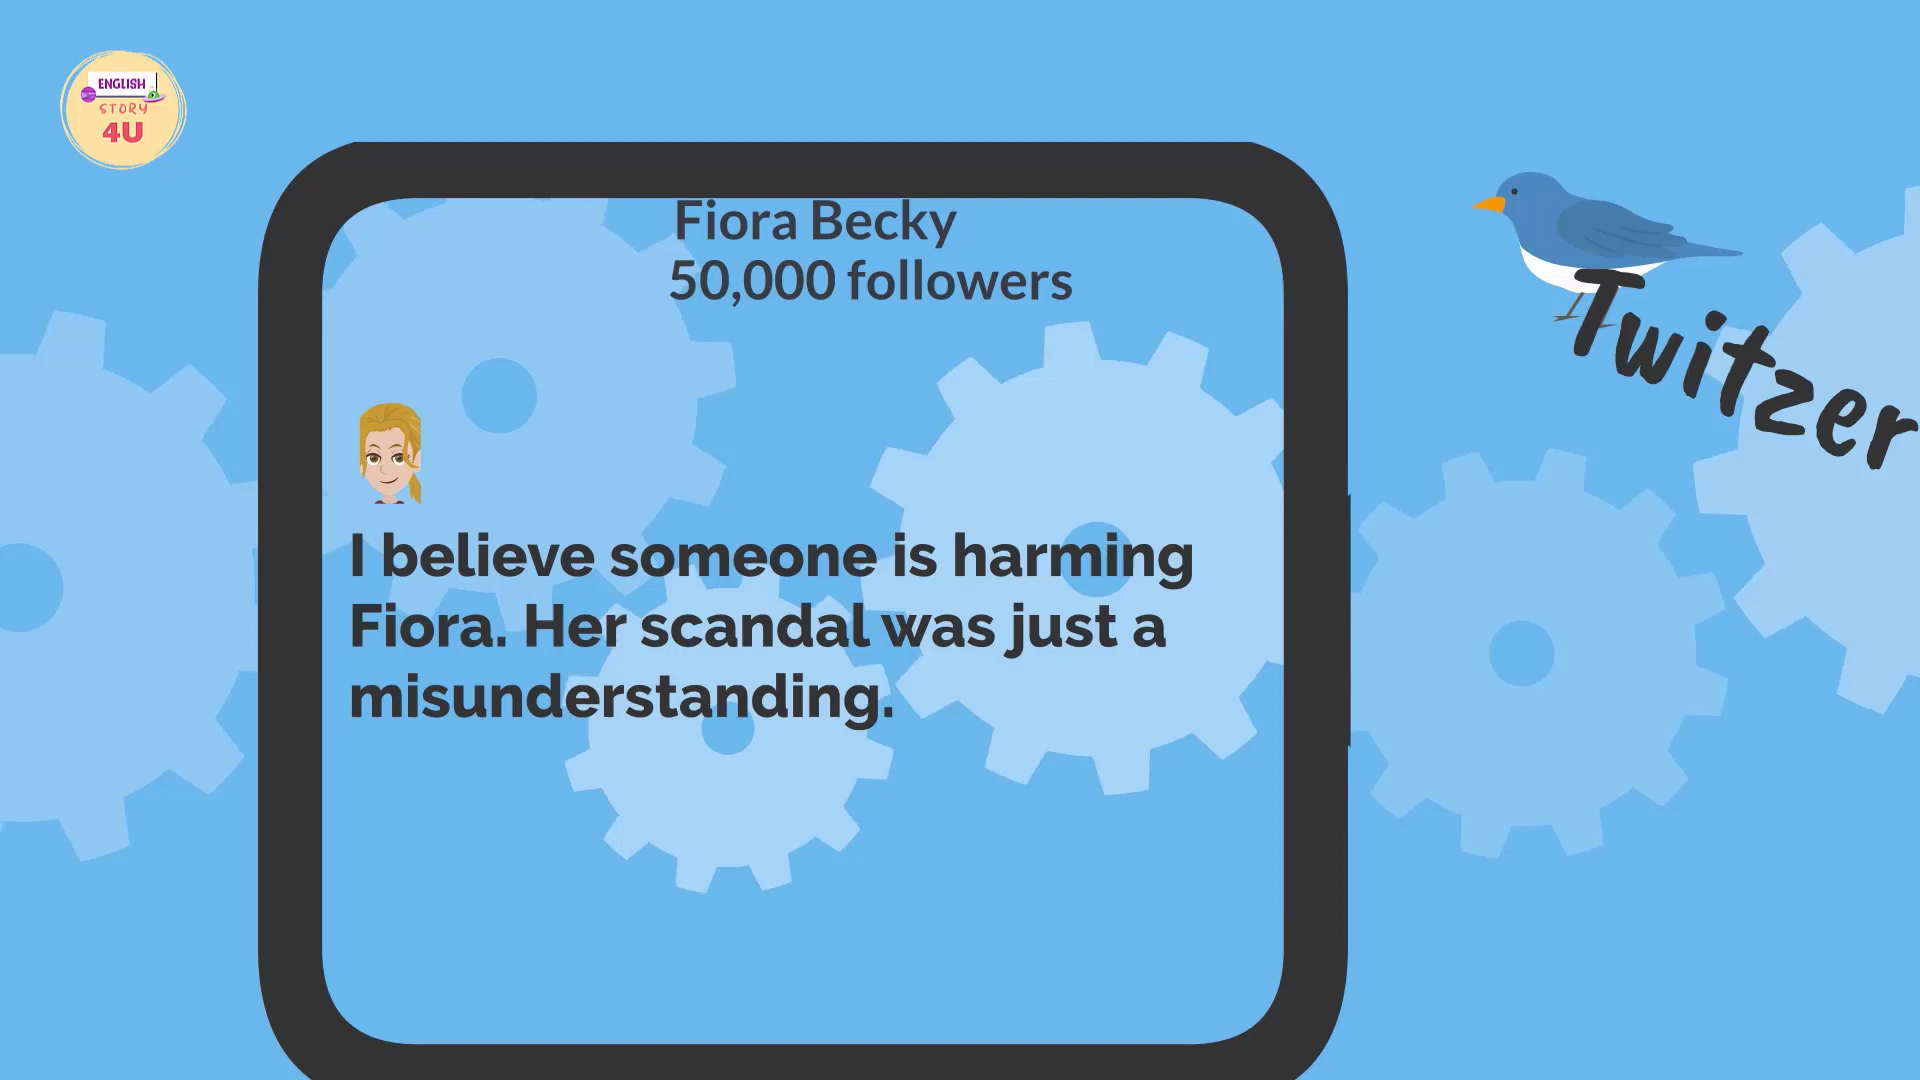 ENGLISH
STORY
4U
Fiora Becky
50,000 followers
Twitzer
I believe someone is harming
Fiora. Her scandal was just a
misunderstanding.